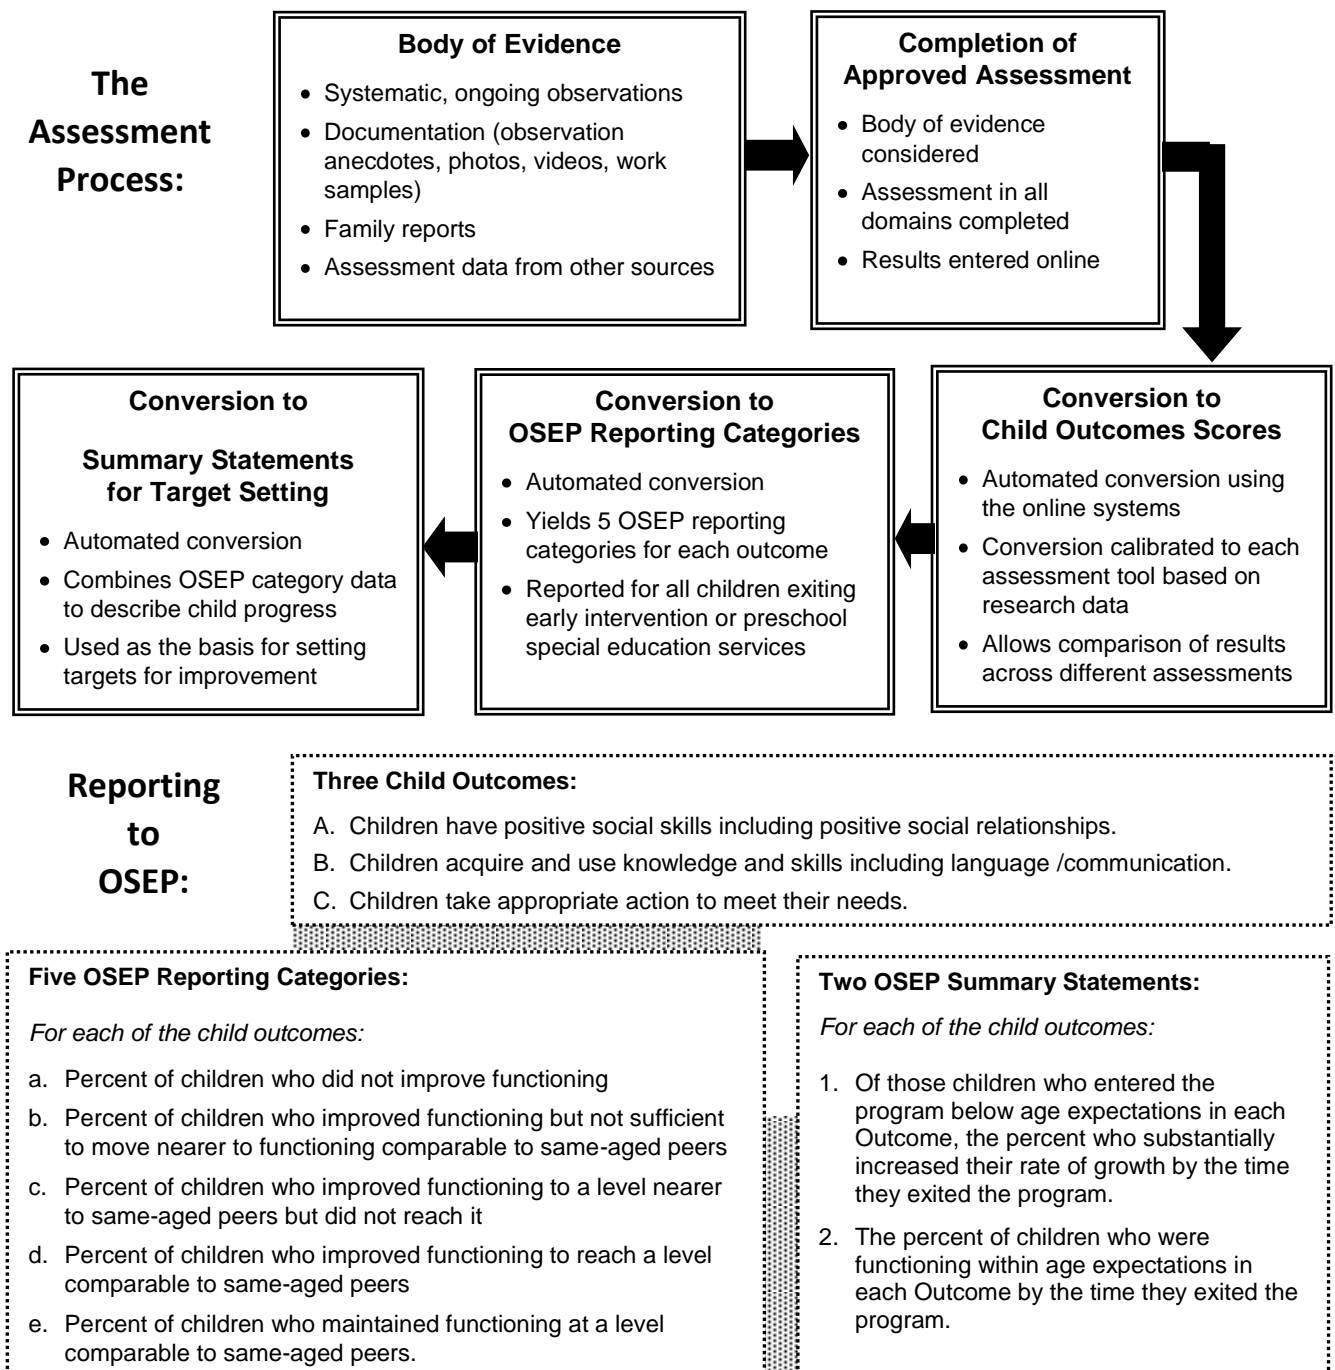 The
Assessment
Process:
Body of Evidence
• Systematic, ongoing observations
• Documentation (observation
anecdotes, photos, videos, work
samples)
• Family reports
• Assessment data from other sources
Completion of
Approved Assessment
• Body of evidence
considered
• Assessment in all
domains completed
• Results entered online
Conversion to
Child Outcomes Scores
• Automated conversion using
the online systems
• Conversion calibrated to each
assessment tool based on
research data
• Allows comparison of results
across different assessments
Conversion to
OSEP Reporting Categories
• Automated conversion
• Yields 5 OSEP reporting
categories for each outcome
• Reported for all children exiting
early intervention or preschool
special education services
Conversion to
Summary Statements
for Target Setting
• Automated conversion
• Combines OSEP category data
to describe child progress
• Used as the basis for setting
targets for improvement
Reporting
to
OSEP:
Three Child Outcomes:
A. Children have positive social skills including positive social relationships.
B. Children acquire and use knowledge and skills including language /communication.
C. Children take appropriate action to meet their needs.
Five OSEP Reporting Categories:
For each of the child outcomes:
a. Percent of children who did not improve functioning
b. Percent of children who improved functioning but not sufficient
to move nearer to functioning comparable to same-aged peers
c. Percent of children who improved functioning to a level nearer
to same-aged peers but did not reach it
d. Percent of children who improved functioning to reach a level
comparable to same-aged peers
e. Percent of children who maintained functioning at a level
comparable to same-aged peers.
Two OSEP Summary Statements:
For each of the child outcomes:
1. Of those children who entered the
program below age expectations in each
Outcome, the percent who substantially
increased their rate of growth by the time
they exited the program.
2. The percent of children who were
functioning within age expectations in
each Outcome by the time they exited the
program.